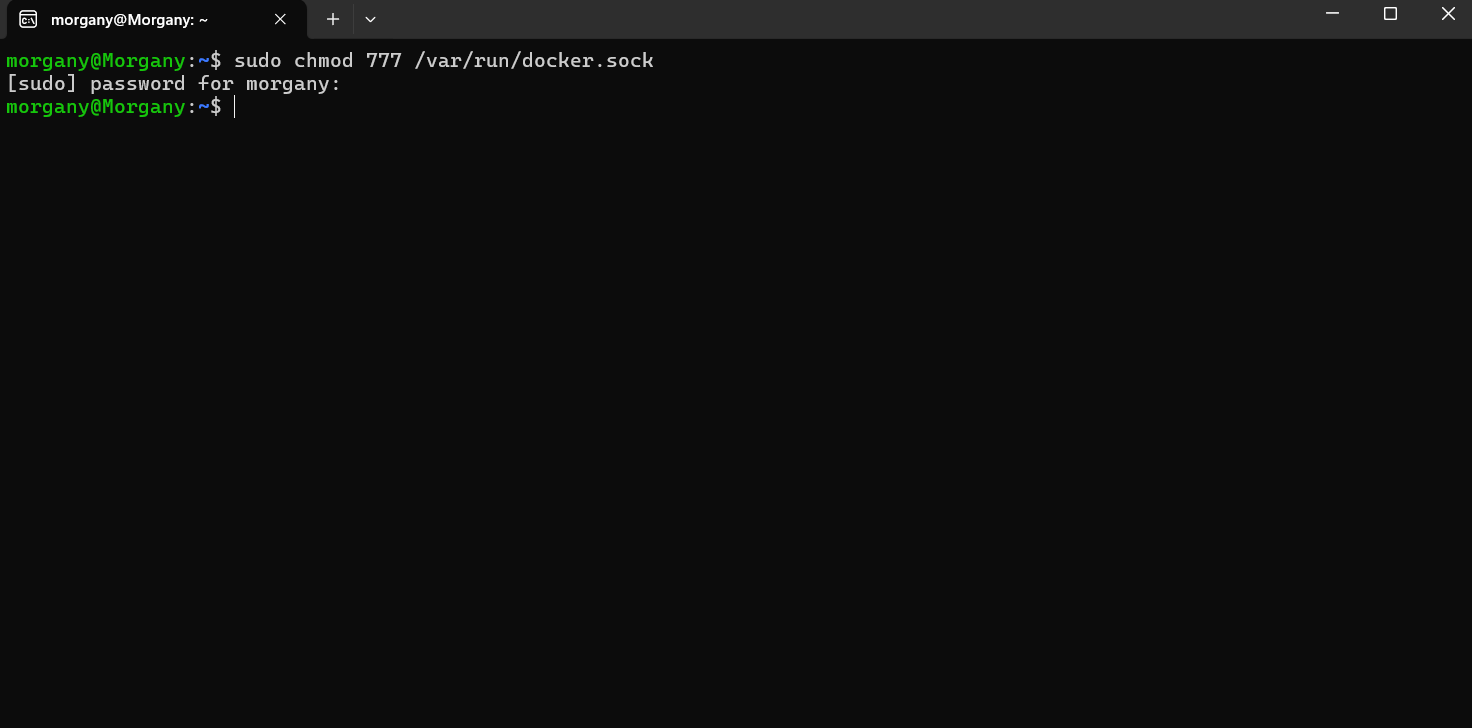 morgany@Morgany: ~
morgany@Morgany:~$ sudo chmod 777 /var/run/docker.sock
[sudo] password for morgany:
morgany@Morgany:~$